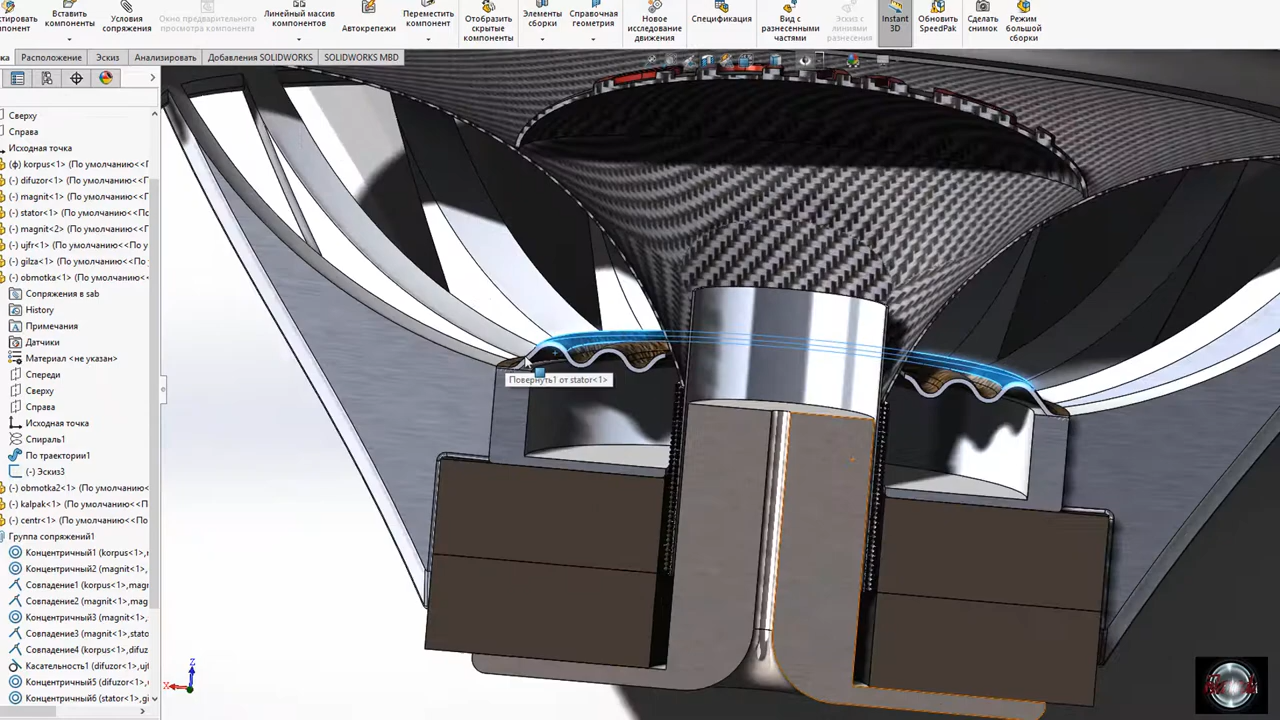 Вставить
компоненты
Условия
сопряжения
Окно предварительного
просмотра компонента
Линейный массив
компонентов
Автокрепежи
Переместить
компонент
Отобразить
скрытые
компоненты
Элементы
сборки
Справочная
геометрия
Новое
исследование
движения
Спецификация
Вид с
разнесенными
частями
Эскиз с
линиями
разнесения
Instant
3D
Обновить
SpeedPak
Сделать
снимок
Режим
большой
сборки
Расположение
Эскиз
Анализировать
Добавления SOLIDWORKS
SOLIDWORKS MBD
Сверху
Справа
Исходная точка
(ф) korpus<1> (По умолчанию<<П
(-) difuzor<1> (По умолчанию<<
(-) magnit<1> (По умолчанию<<
(-) stator<1> (По умолчанию<<По
(-) magnit<2> (По умолчанию<<
(-) ujfr<1> (По умолчанию<<По у
(-) gilza<1> (По умолчанию<<По
(-) obmotka<1> (По умолчанию<
Сопряжения в sab
History
Примечания
Датчики
Материал <не указан>
Спереди
Сверху
Справа
Исходная точка
Спираль1
По траектории1
(-) Эскиз3
(-) obmotka2<1> (По умолчанию<
(-) kalpak<1> (По умолчанию<<
(-) centr<1> (По умолчанию<<По
Группа сопряжений1
Концентричный1 (korpus<1>,
Концентричный2 (korpus<1>,
Совпадение1 (korpus<1>,mag
Совпадение2 (magnit<1>,mag
Концентричный3 (magnit<1>,
Совпадение3 (magnit<1>,stato
Совпадение4 (korpus<1>,difuz
Касательность1 (difuzor<1>,uj
Концентричный5 (difuzor<1>,
Концентричный6 (stator<1>,gi
Повернуть1 от stator<1>
Z
X